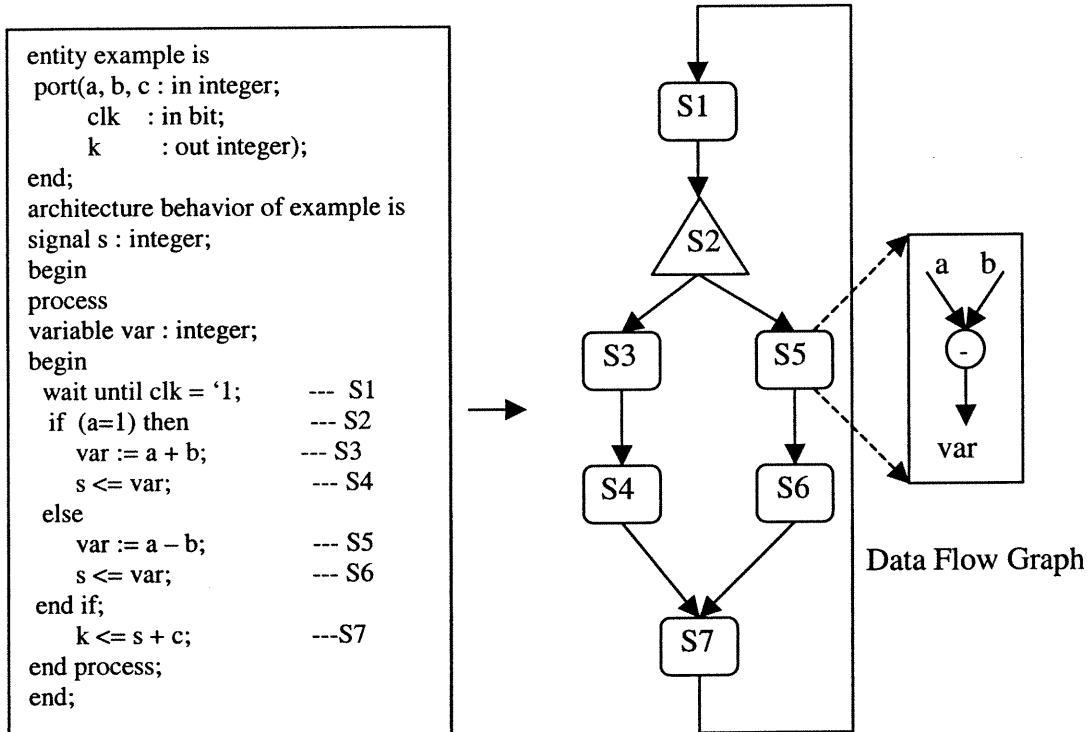 entity example is
port(a, b, c : in integer;
clk : in bit;
k : out integer);
end;
architecture behavior of example is
signal s : integer;
begin
process
variable var : integer;
begin
wait until clk = ‘1; --- S1
if (a=1) then --- S2
var := a + b; --- S3
s <= var; --- S4
else
var := a – b; --- S5
s <= var; --- S6
end if;
k <= s + c; ---S7
end process;
end;
S1
S2
S3
S5
S4
S6
S7
a b
-
var
Data Flow Graph